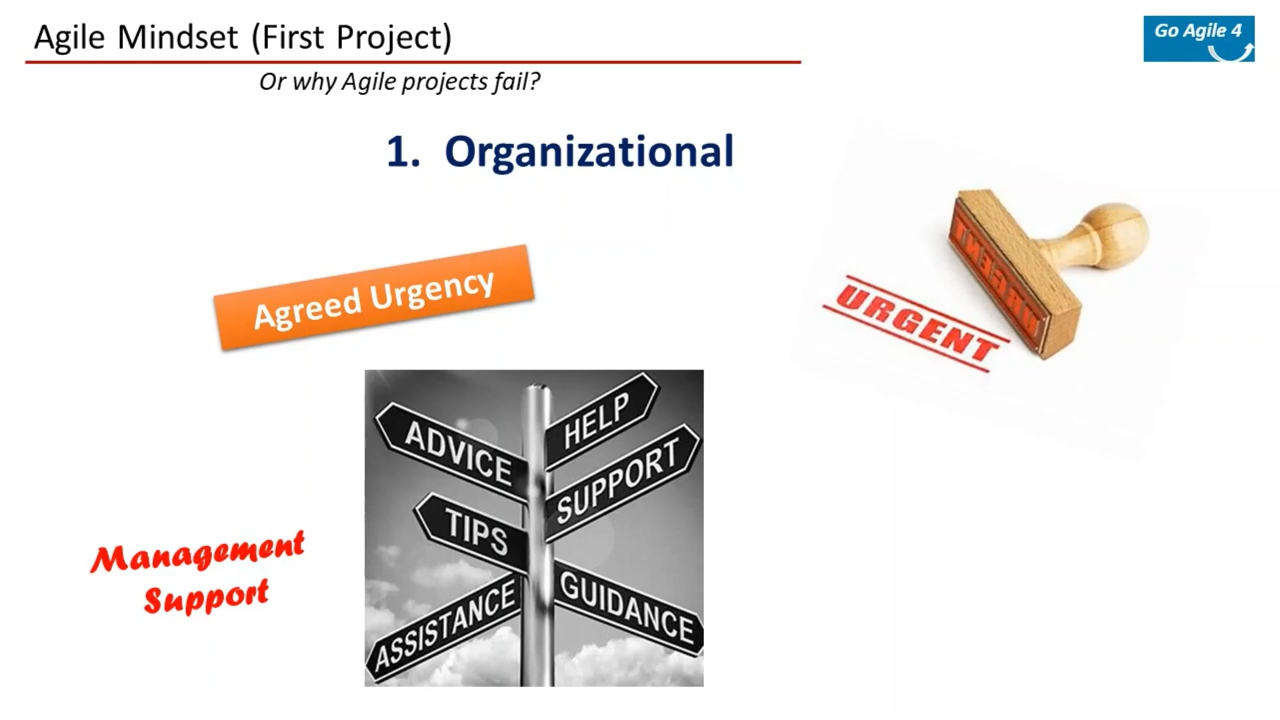 Agile Mindset (First Project)
Go Agile 4
Or why Agile projects fail?
1. Organizational
Agreed Urgency
URGENT
URGENT
HELP
ADVICE
SUPPORT
TIPS
Management
Support
GUIDANCE
ASSISTANCE